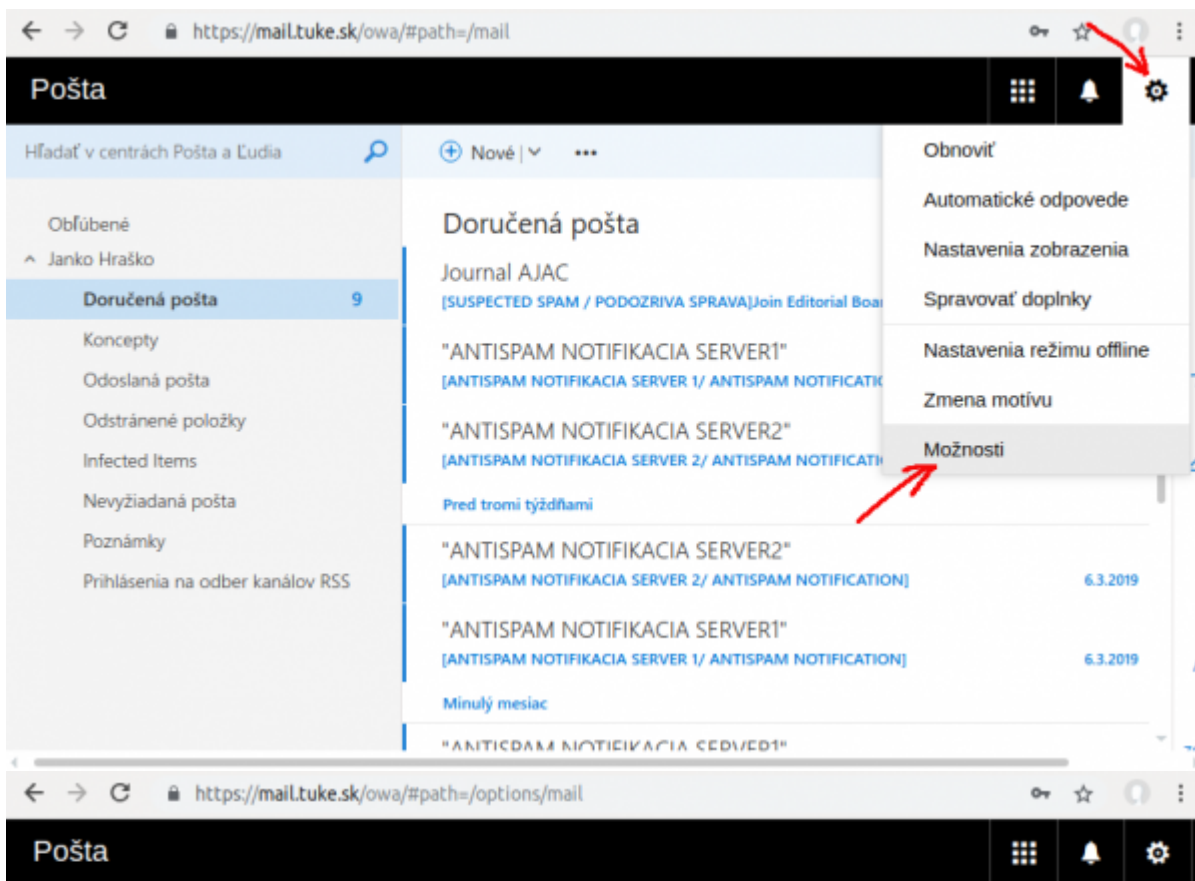 https://mail.tuke.sk/owa/#path=/mail
Pošta
Hľadať v centrách Pošta a Ľudia
Nové
Obnoviť
Automatické odpovede
Nastavenia zobrazenia
Spravovať doplnky
Nastavenia režimu offline
Zmena motívu
Možnosti
Obľúbené
Janko Hraško
Doručená pošta 9
Koncepty
Odoslaná pošta
Odstránené položky
Infected Items
Nevyžiadaná pošta
Poznámky
Prihlásenia na odber kanálov RSS
Doručená pošta
Journal AJAC
[SUSPECTED SPAM / PODOZRIVA SPRAVA]Join Editorial Boa
"ANTISPAM NOTIFIKACIA SERVER1"
[ANTISPAM NOTIFIKACIA SERVER 1/ ANTISPAM NOTIFICATIO
"ANTISPAM NOTIFIKACIA SERVER2"
[ANTISPAM NOTIFIKACIA SERVER 2/ ANTISPAM NOTIFICATI
Pred tromi týždňami
"ANTISPAM NOTIFIKACIA SERVER2"
[ANTISPAM NOTIFIKACIA SERVER 2/ ANTISPAM NOTIFICATION] 6.3.2019
"ANTISPAM NOTIFIKACIA SERVER1"
[ANTISPAM NOTIFIKACIA SERVER 1/ ANTISPAM NOTIFICATION] 6.3.2019
Minulý mesiac
"ANTISPAM NOTIFIKACIA SERVER1"
https://mail.tuke.sk/owa/#path=/options/mail
Pošta